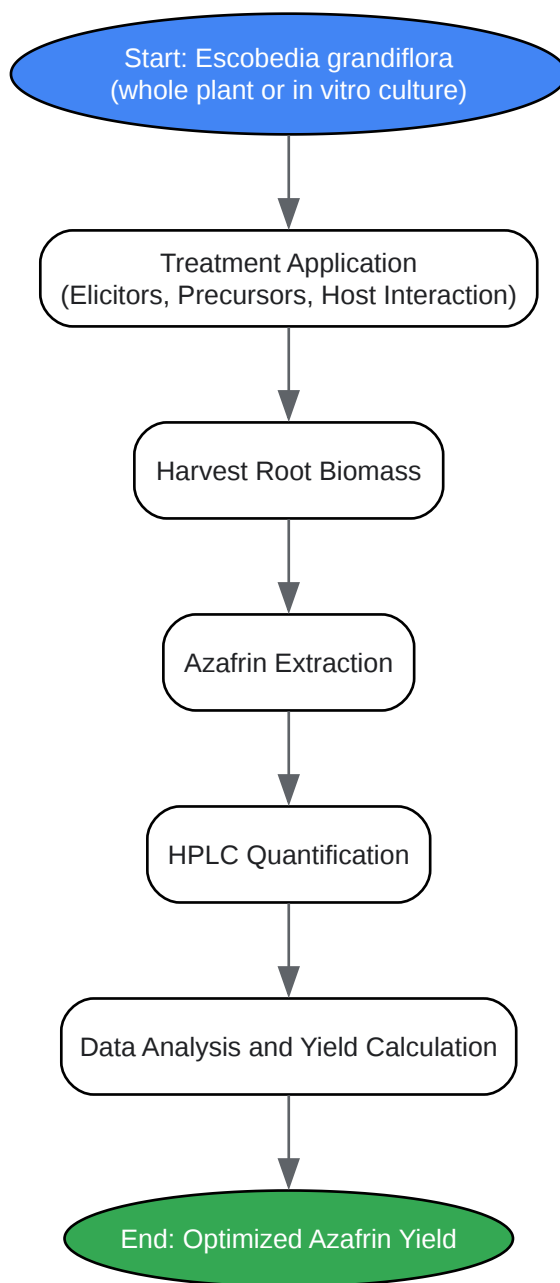 Start: Escobedia grandiflora
(whole plant or in vitro culture)
Treatment Application
(Elicitors, Precursors, Host Interaction)
Harvest Root Biomass
Azafrin Extraction
HPLC Quantification
Data Analysis and Yield Calculation
End: Optimized Azafrin Yield